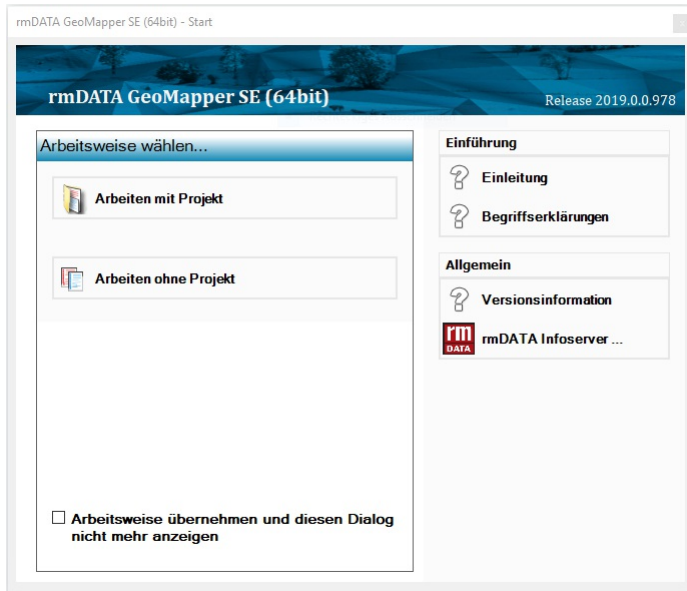 rmDATA GeoMapper SE (64bit) - Start
rmDATA GeoMapper SE (64bit)
Release 2019.0.0.978
Arbeitsweise wählen...
Arbeiten mit Projekt
Arbeiten ohne Projekt
Arbeitsweise übernehmen und diesen Dialog
nicht mehr anzeigen
Einführung
Einleitung
Begriffserklärungen
Allgemein
Versionsinformation
rm
DATA
rmDATA Infoserver ...